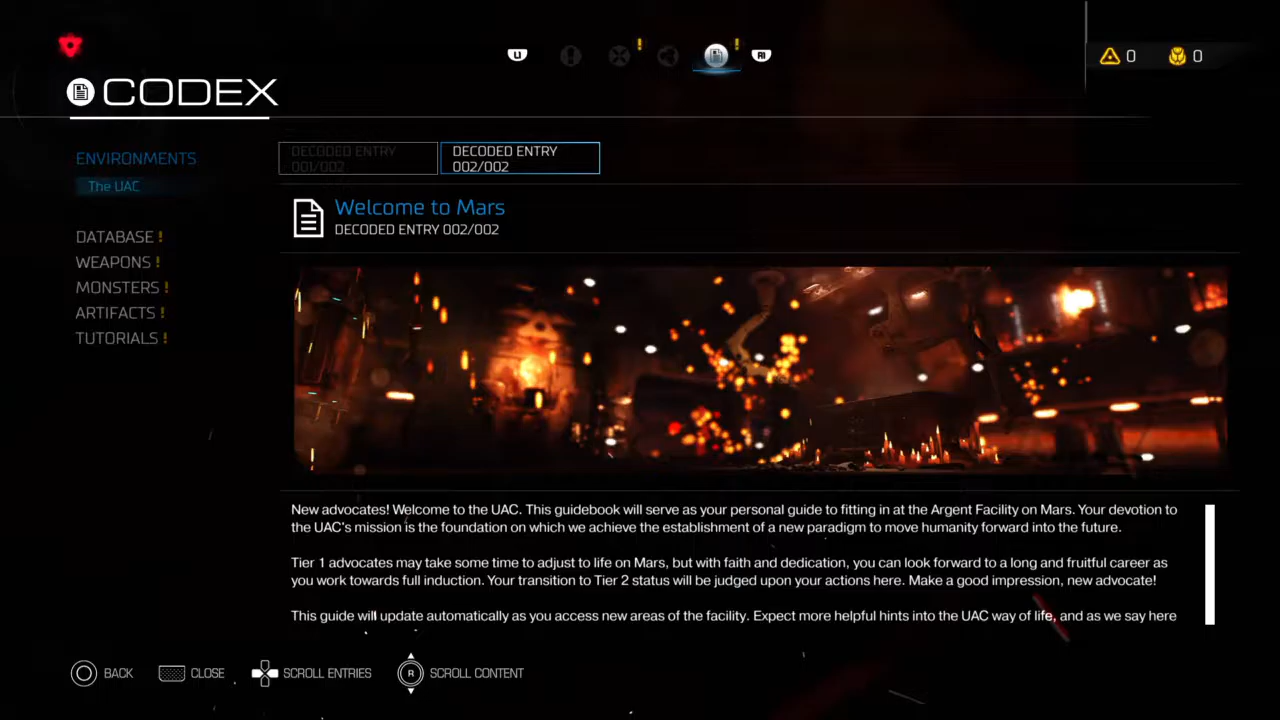 L1
R1
0
0
CODEX
ENVIRONMENTS
The UAC
DATABASE !
WEAPONS !
MONSTERS !
ARTIFACTS !
TUTORIALS !
DECODED ENTRY
001/002
DECODED ENTRY
002/002
Welcome to Mars
DECODED ENTRY 002/002
New advocates! Welcome to the UAC. This guidebook will serve as your personal guide to fitting in at the Argent Facility on Mars. Your devotion to
the UAC's mission is the foundation on which we achieve the establishment of a new paradigm to move humanity forward into the future.
Tier 1 advocates may take some time to adjust to life on Mars, but with faith and dedication, you can look forward to a long and fruitful career as
you work towards full induction. Your transition to Tier 2 status will be judged upon your actions here. Make a good impression, new advocate!
This guide will update automatically as you access new areas of the facility. Expect more helpful hints into the UAC way of life, and as we say here
BACK
CLOSE
SCROLL ENTRIES
R
SCROLL CONTENT